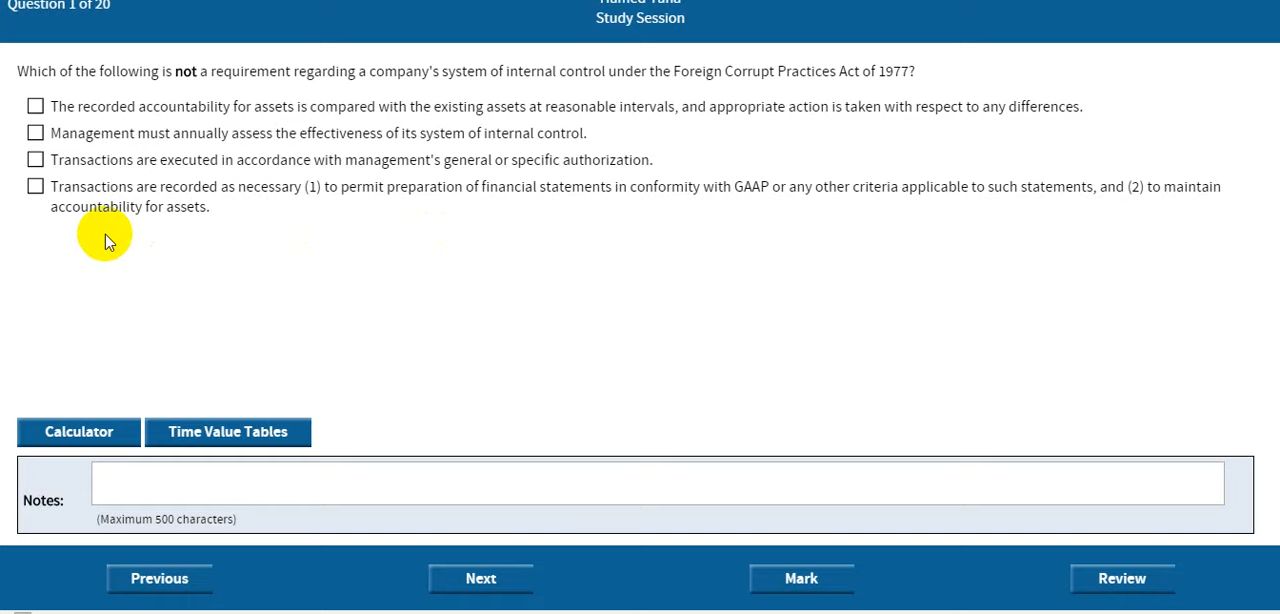 Question 1 of 20
Study Session
Which of the following is not a requirement regarding a company's system of internal control under the Foreign Corrupt Practices Act of 1977?
The recorded accountability for assets is compared with the existing assets at reasonable intervals, and appropriate action is taken with respect to any differences.
Management must annually assess the effectiveness of its system of internal control.
Transactions are executed in accordance with management's general or specific authorization.
Transactions are recorded as necessary (1) to permit preparation of financial statements in conformity with GAAP or any other criteria applicable to such statements, and (2) to maintain
accountability for assets.
Calculator Time Value Tables
Notes:
(Maximum 500 characters)
Previous Next Mark Review